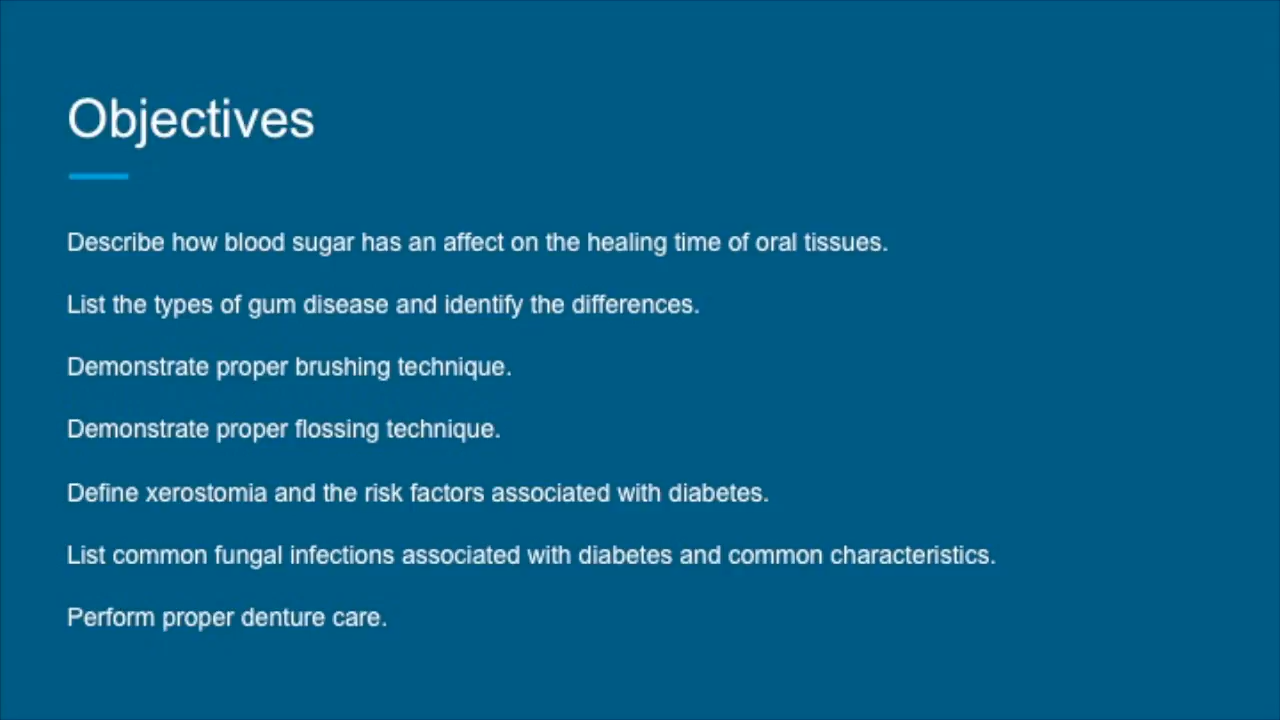 Objectives
Describe how blood sugar has an affect on the healing time of oral tissues.
List the types of gum disease and identify the differences.
Demonstrate proper brushing technique.
Demonstrate proper flossing technique.
Define xerostomia and the risk factors associated with diabetes.
List common fungal infections associated with diabetes and common characteristics.
Perform proper denture care.